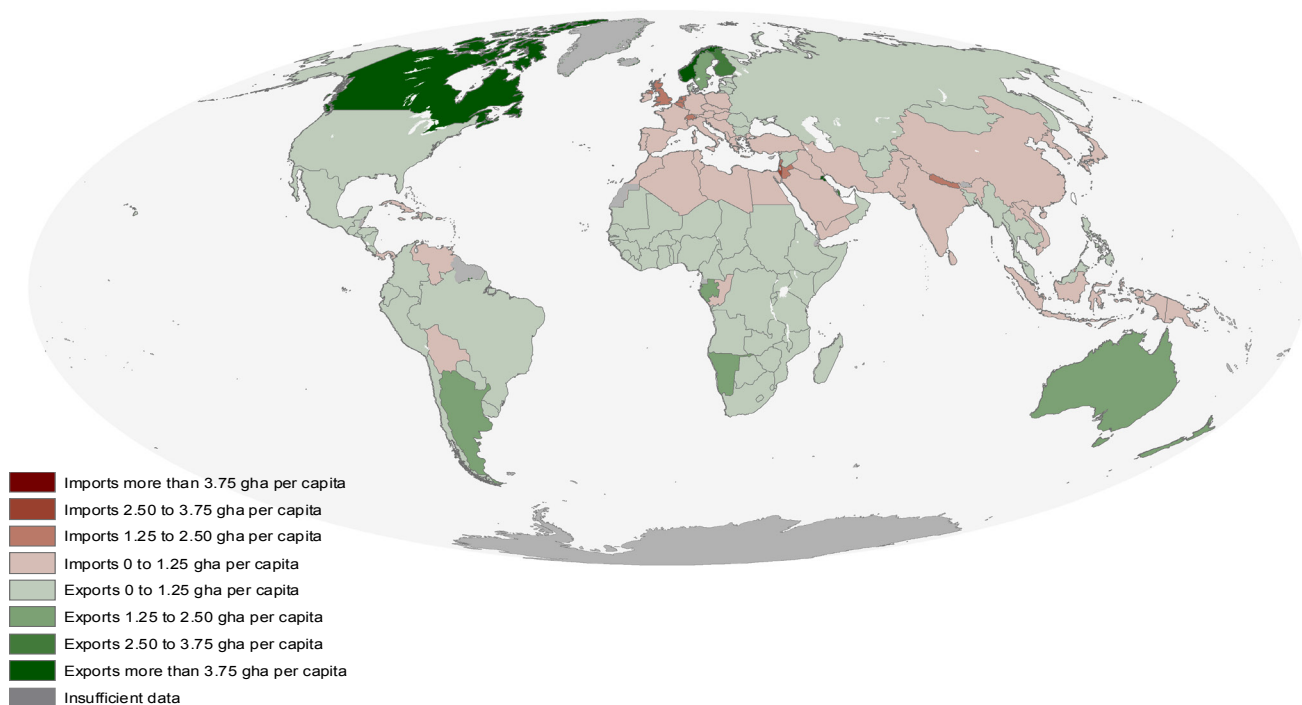 Imports more than 3.75 gha per capita
Imports 2.50 to 3.75 gha per capita
Imports 1.25 to 2.50 gha per capita
Imports 0 to 1.25 gha per capita
Exports 0 to 1.25 gha per capita
Exports 1.25 to 2.50 gha per capita
Exports 2.50 to 3.75 gha per capita
Exports more than 3.75 gha per capita
Insufficient data